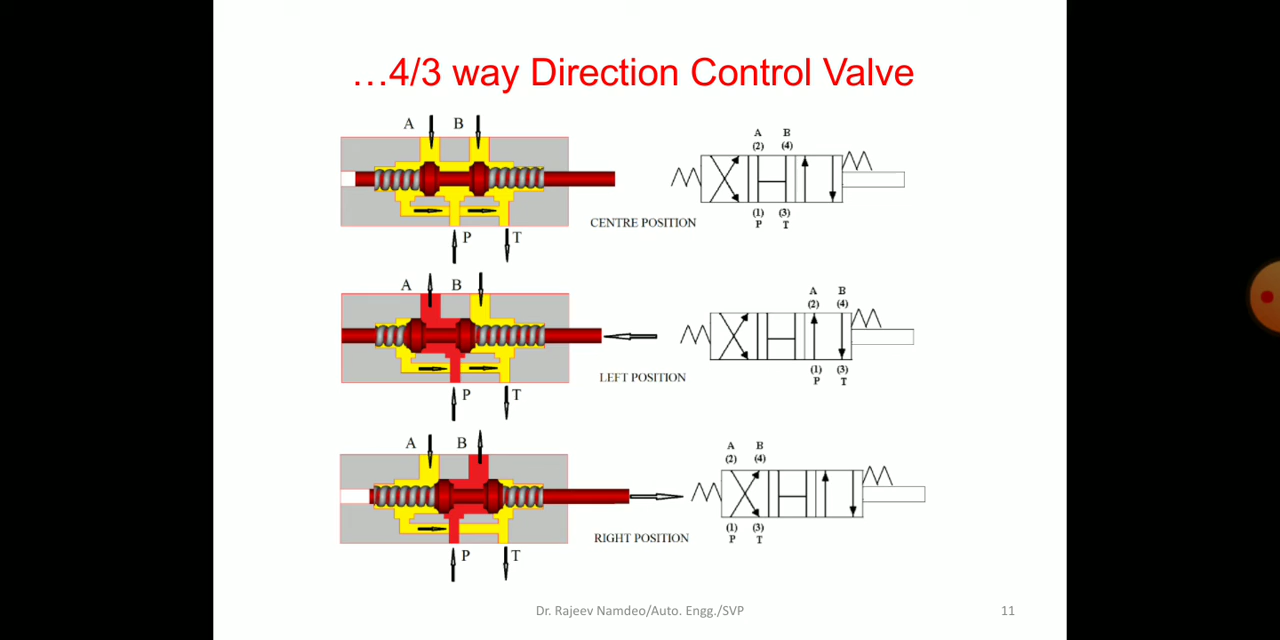 …4/3 way Direction Control Valve
A B
A B
(2) (4)
CENTRE POSITION
(1) (3)
P T
P T
A B
A B
(2) (4)
LEFT POSITION
(1) (3)
P T
P T
A B
A B
(2) (4)
RIGHT POSITION
(1) (3)
P T
P T
Dr. Rajeev Namdeo/Auto. Engg./SVP
11